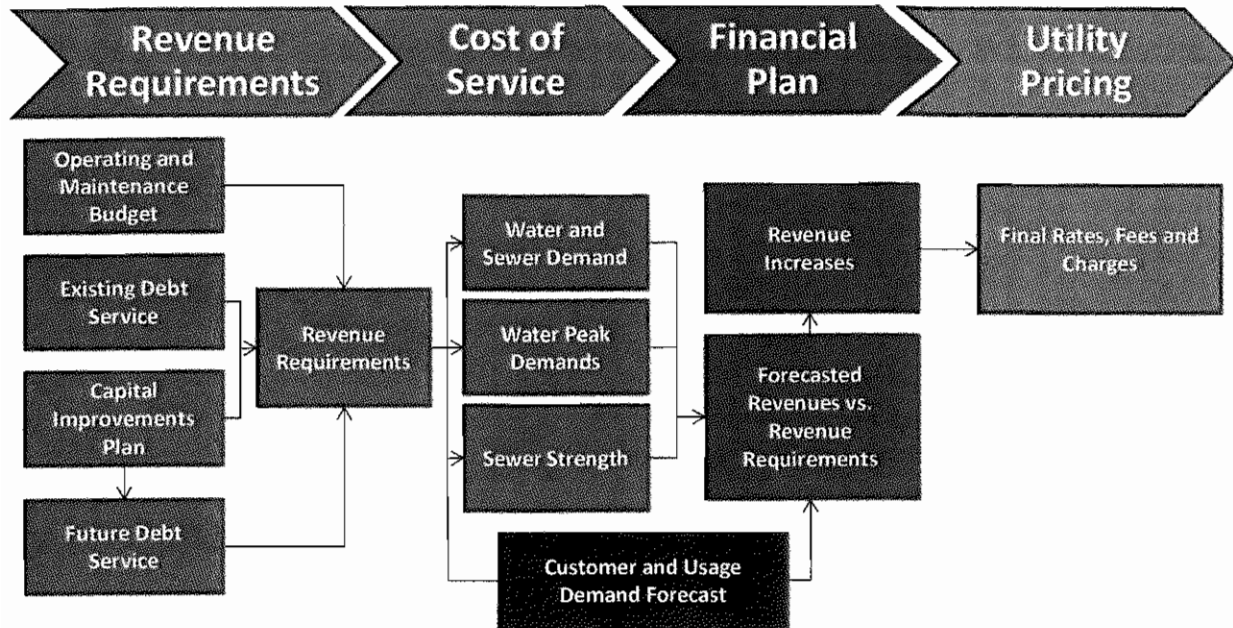 Revenue
Requirements
Cost of
Service
Financial
Plan
Utility
Pricing
Operating and
Maintenance
Budget
Existing Debt
Service
Capital
Improvements
Plan
Future Debt
Service
Revenue
Requirements
Water and
Sewer Demand
Water Peak
Demands
Sewer Strength
Customer and Usage
Demand Forecast
Revenue
Increases
Forecasted
Revenues vs.
Revenue
Requirements
Final Rates, Fees and
Charges